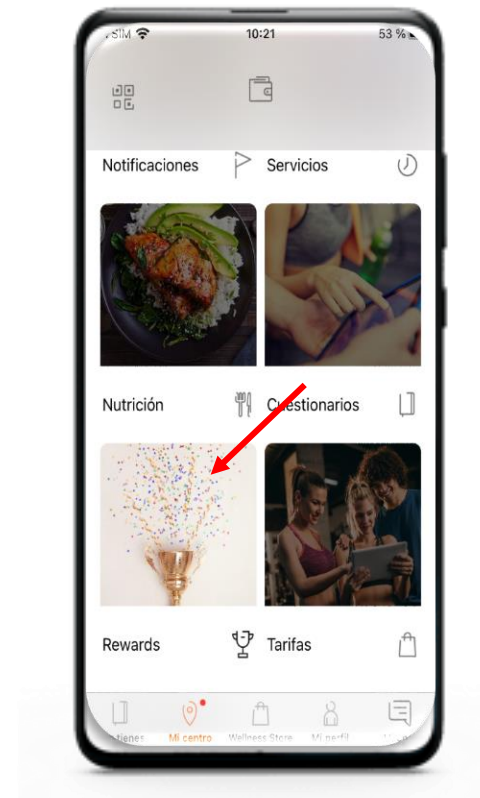 SIM 10:21 53 %
Notificaciones Servicios
Nutrición Cuestionarios
Rewards Tarifas
Mi centro Wellness Store Mi perfil